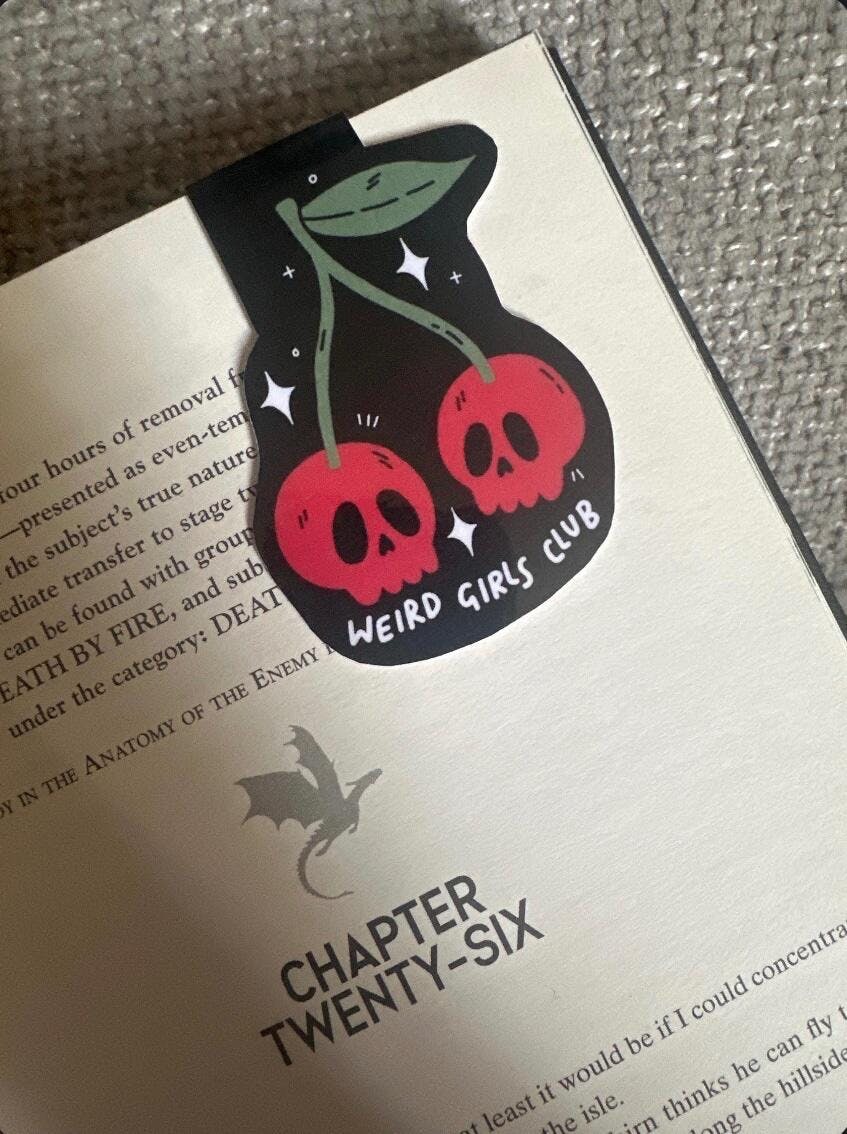 WEIRD GIRLS CLUB
four hours of removal
—presented as even-tem
the subject's true nature
ediate transfer to stage
can be found with group
EATH BY FIRE, and sub
under the category: DEAT
IN THE ANATOMY OF THE ENEMY
CHAPTER
TWENTY-SIX
least it would be if I could concentra
the isle.
irn thinks he can fly
ong the hillside